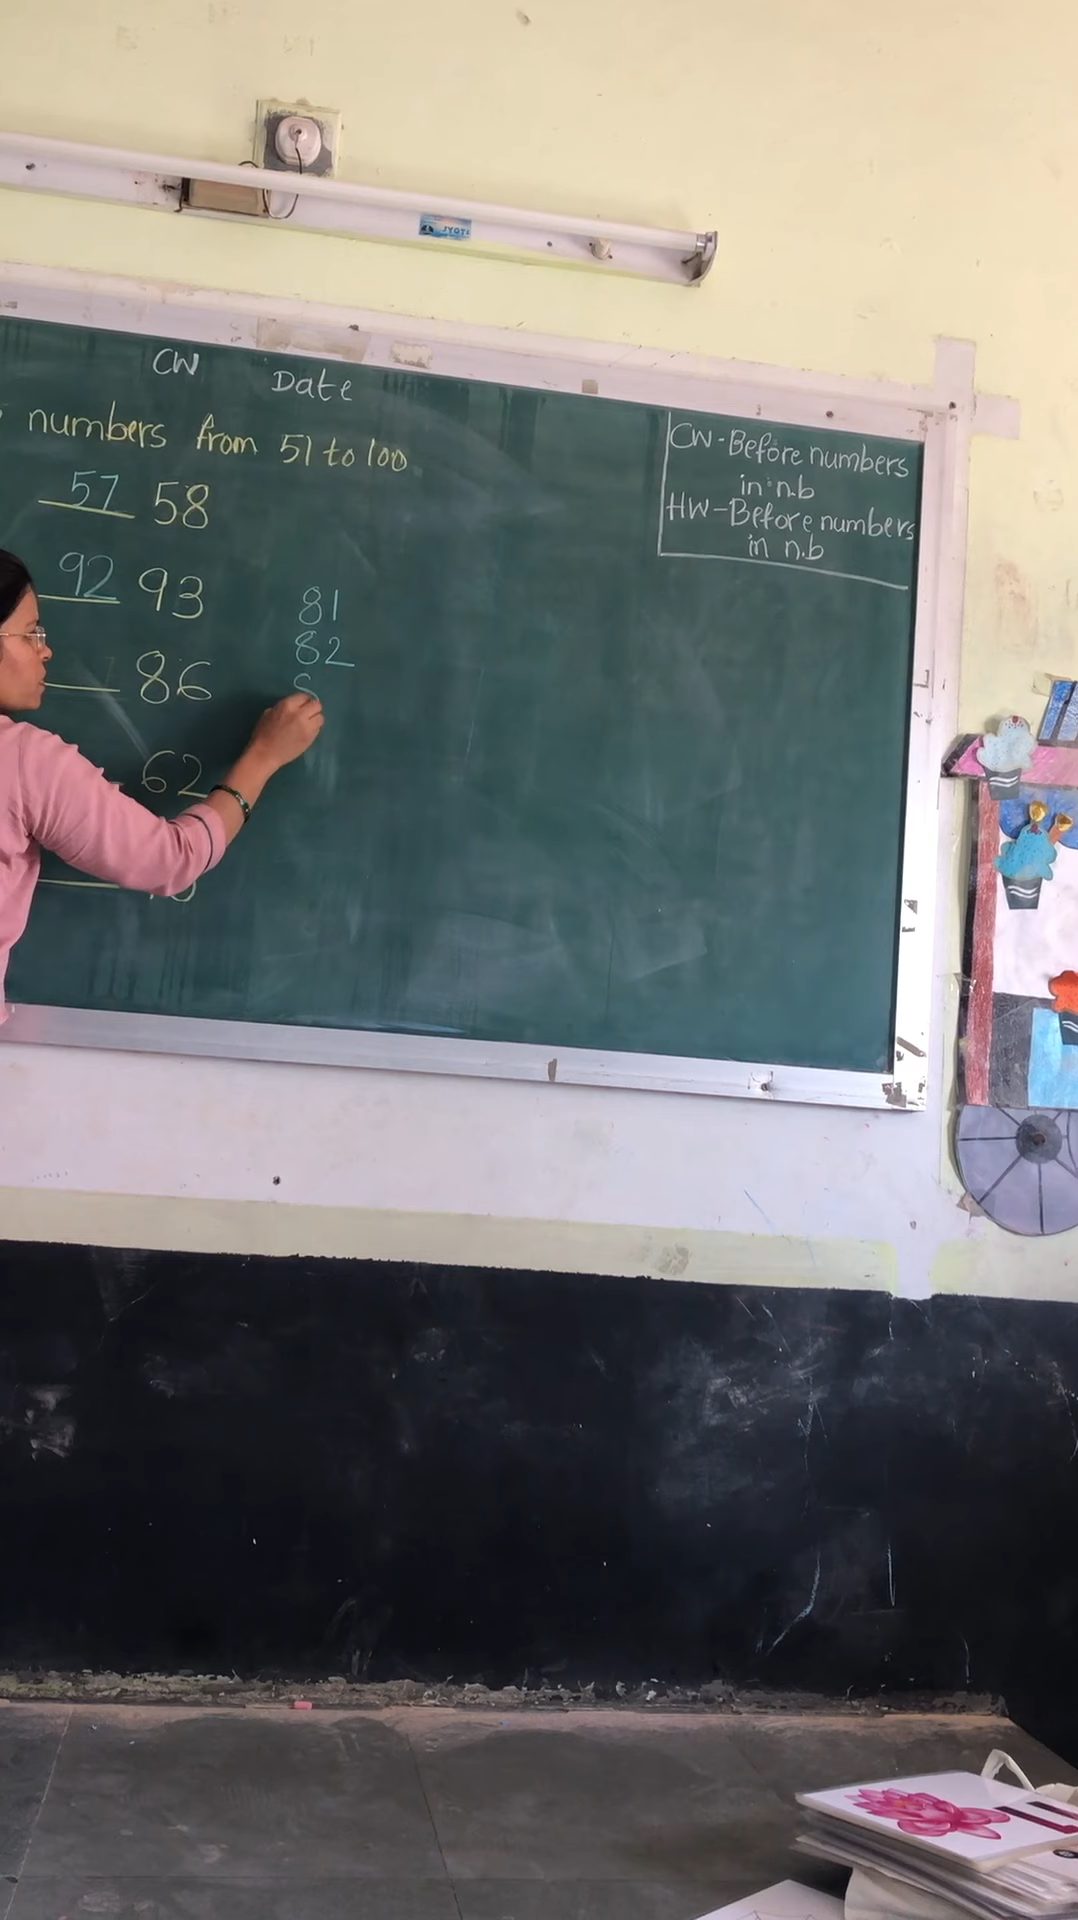 JYOTI
CW Date
numbers from 51 to 100
57 58
92 93
86
62
81
82
CW-Before numbers
in n.b
HW-Before numbers
in n.b